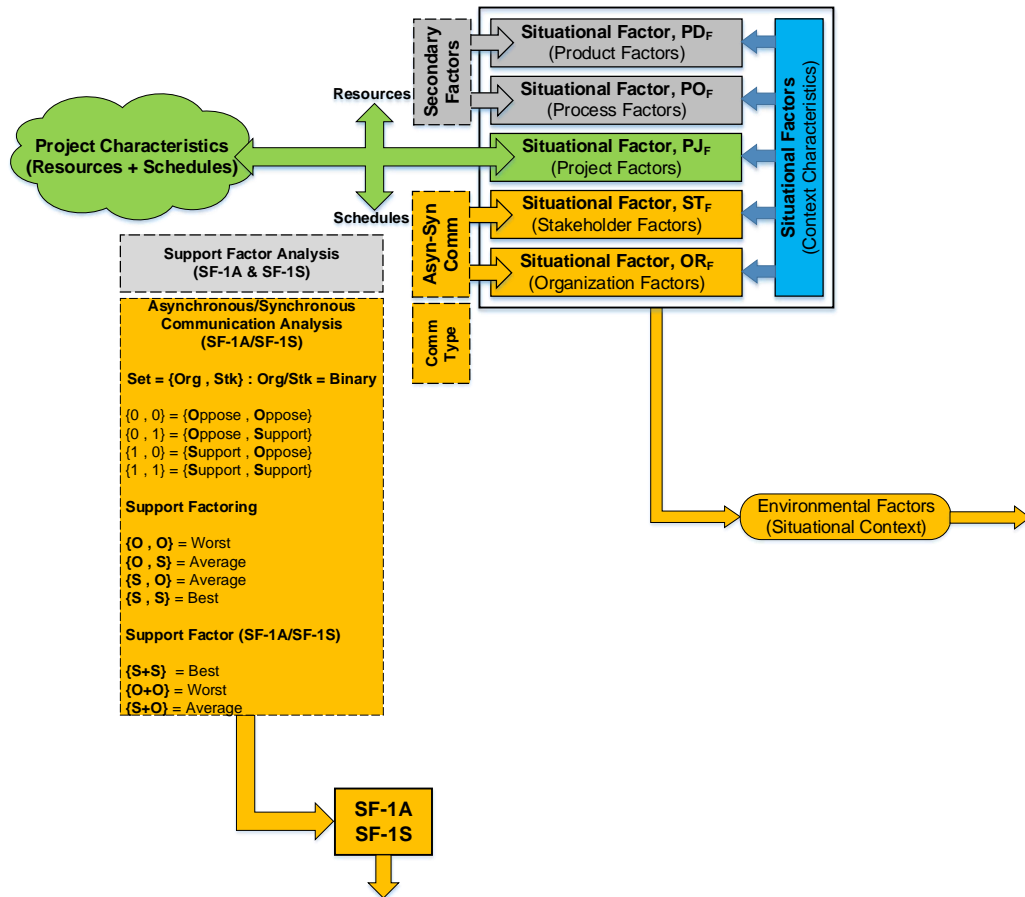 Secondary
Factors
Situational Factor, PDF
(Product Factors)
Situational Factor, POF
(Process Factors)
Situational Factor, PJF
(Project Factors)
Situational Factor, STF
(Stakeholder Factors)
Situational Factor, ORF
(Organization Factors)
Situational Factors
(Context Characteristics)
Resources
Project Characteristics
(Resources + Schedules)
Schedules
Asyn-Syn
Comm
Comm
Type
Support Factor Analysis
(SF-1A & SF-1S)
Asynchronous/Synchronous
Communication Analysis
(SF-1A/SF-1S)
Set = {Org , Stk} : Org/Stk = Binary
{0 , 0} = {Oppose , Oppose}
{0 , 1} = {Oppose , Support}
{1 , 0} = {Support , Oppose}
{1 , 1} = {Support , Support}
Support Factoring
{O , O} = Worst
{O , S} = Average
{S , O} = Average
{S , S} = Best
Support Factor (SF-1A/SF-1S)
{S+S} = Best
{O+O} = Worst
{S+O} = Average
Environmental Factors
(Situational Context)
SF-1A
SF-1S